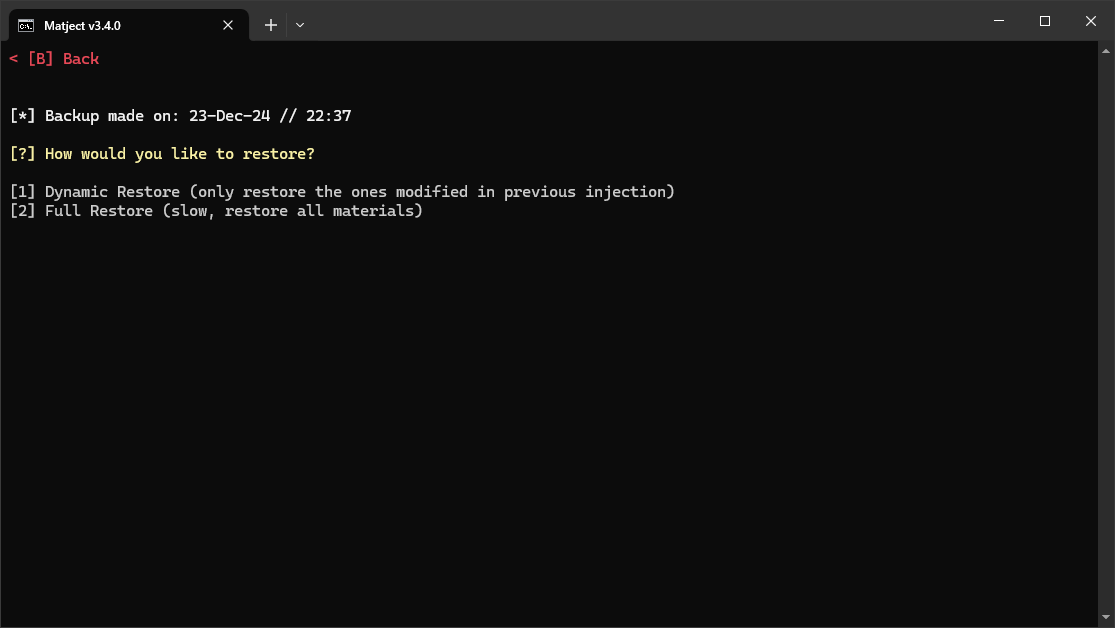 Matject v3.4.0
< [B] Back
[*] Backup made on: 23-Dec-24 // 22:37
[?] How would you like to restore?
[1] Dynamic Restore (only restore the ones modified in previous injection)
[2] Full Restore (slow, restore all materials)